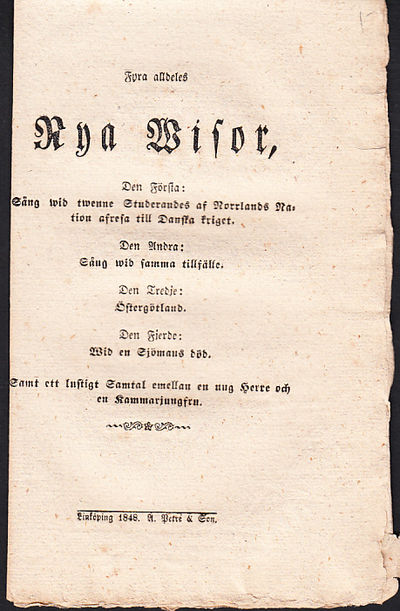 Fyra alldeles
Nya Wisor,
Den Första:
Sång wid twenne Studerandes af Norrlands Na=
tion afresa till Danska kriget.
Den Andra:
Sång wid samma tillfälle.
Den Tredje:
Östergötland.
Den Fjerde:
Wid en Sjömans död.
Samt ett lustigt Samtal emellan en ung Herre och
en Kammarjungfru.
Linköping 1848. A. Petré & Son.